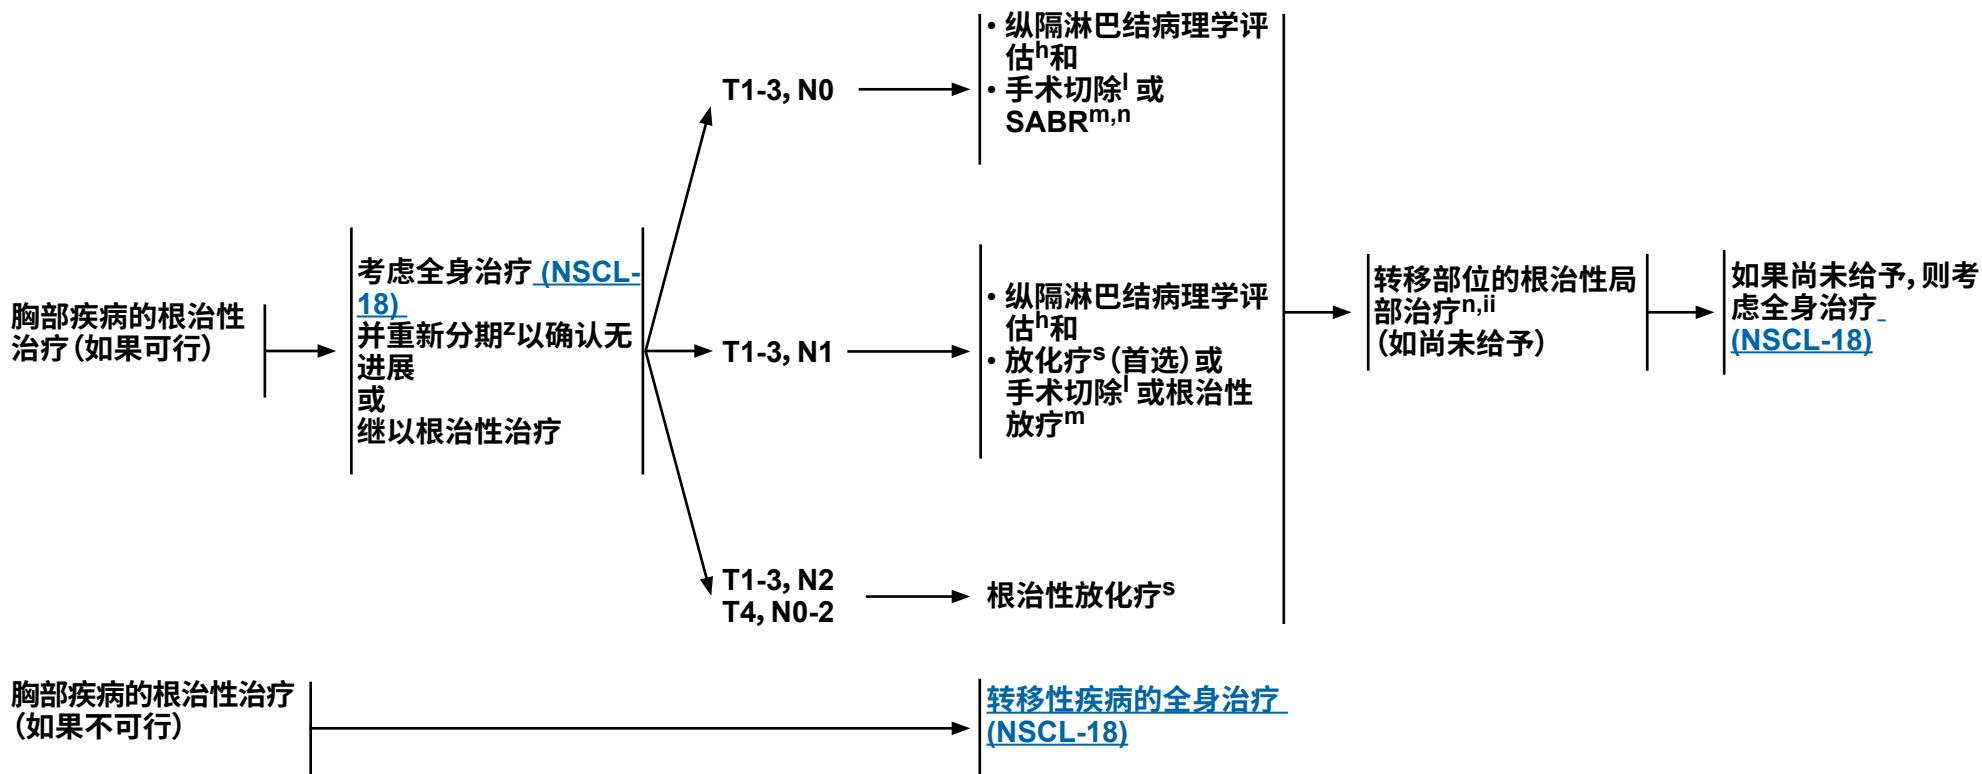 胸部疾病的根治性
治疗（如果可行）
考虑全身治疗 (NSCL-
18)
并重新分期z以确认无
进展
或
继以根治性治疗
T1-3, N0
• 纵隔淋巴结病理学评
估h和
• 手术切除l 或
SABRm,n
T1-3, N1
• 纵隔淋巴结病理学评
估h和
• 放化疗s（首选）或
手术切除l 或根治性
放疗m
T1-3, N2
T4, N0-2
根治性放化疗s
转移部位的根治性局
部治疗n,ii
（如尚未给予）
如果尚未给予，则考
虑全身治疗
(NSCL-18)
胸部疾病的根治性治疗
（如果不可行）
转移性疾病的全身治疗
(NSCL-18)